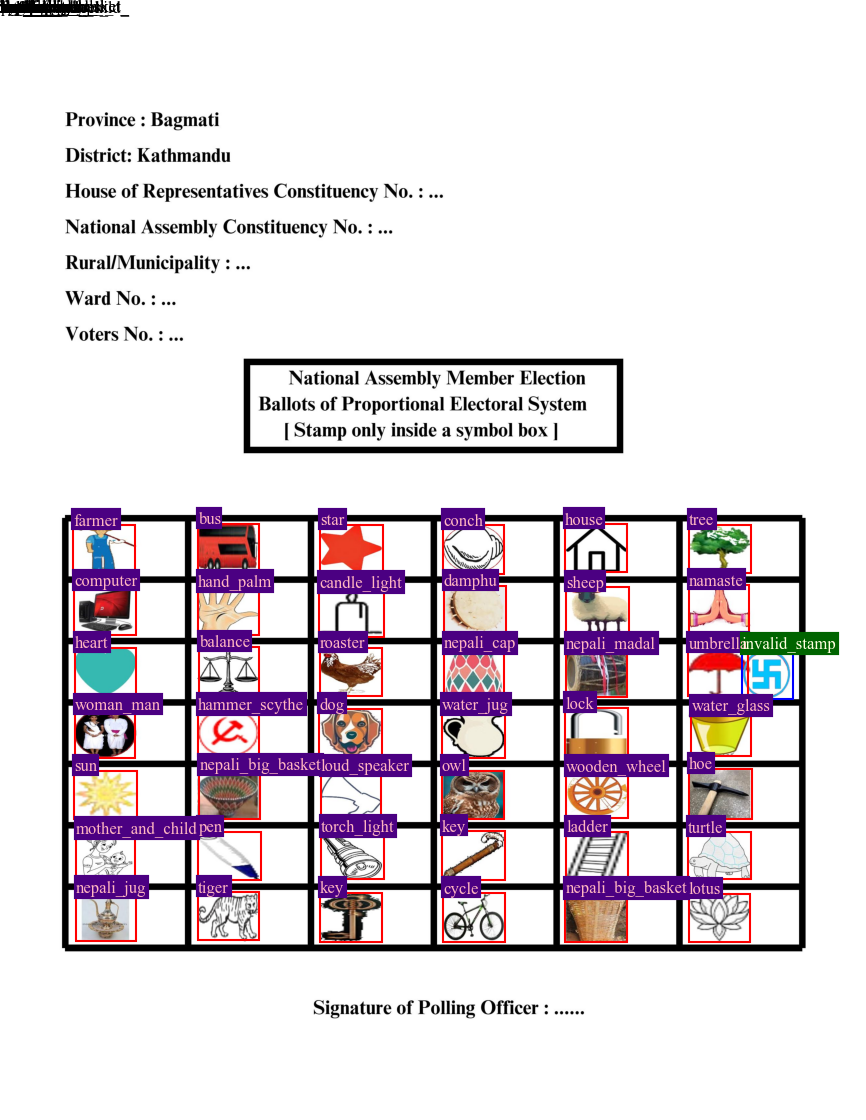 Province : Bagmati
District: Kathmandu
House of Representatives Constituency No. : ...
National Assembly Constituency No. : ...
Rural/Municipality : ...
Ward No. : ...
Voters No. : ...
National Assembly Member Election
Ballots of Proportional Electoral System
[ Stamp only inside a symbol box ]
farmer bus star conch house tree
computer hand_palm candle_light damphu sheep namaste
heart balance roaster nepali_cap nepali_madal umbrella invalid_stamp
woman_man hammer_scythe dog water_jug lock water_glass
sun nepali_big_basket loud_speaker owl wooden_wheel hoe
mother_and_child pen torch_light key ladder turtle
nepali_jug tiger key cycle nepali_big_basket lotus
Signature of Polling Officer : ......